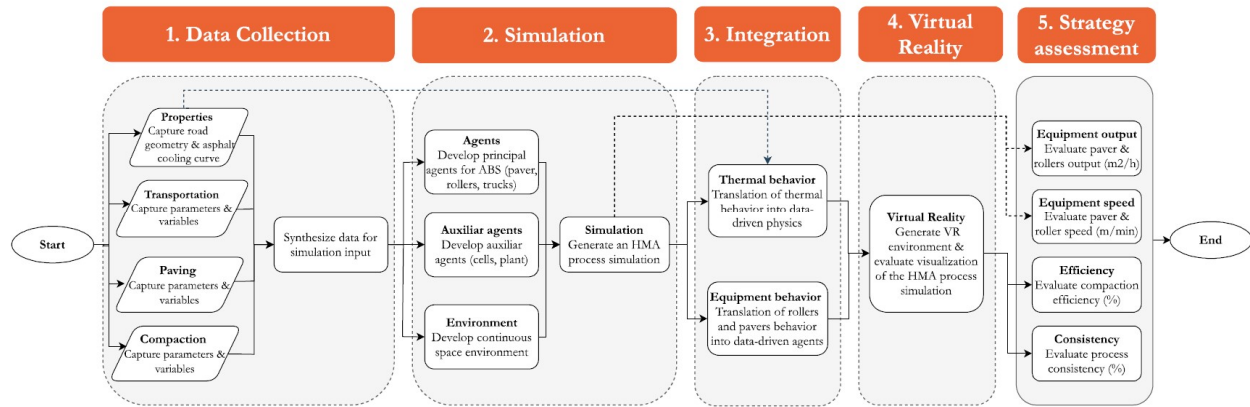 1. Data Collection
2. Simulation
3. Integration
4. Virtual
Reality
5. Strategy
assessment
Start
Properties
Capture road
geometry & asphalt
cooling curve
Transportation
Capture parameters &
variables
Paving
Capture parameters &
variables
Compaction
Capture parameters &
variables
Synthesize data for
simulation input
Agents
Develop principal
agents for ABS (paver,
rollers, trucks)
Auxiliar agents
Develop auxiliar
agents (cells, plant)
Environment
Develop continuous
space environment
Simulation
Generate an HMA
process simulation
Thermal behavior
Translation of thermal
behavior into data-
driven physics
Equipment behavior
Translation of rollers
and pavers behavior
into data-driven agents
Virtual Reality
Generate VR
environment &
evaluate visualization
of the HMA process
simulation
Equipment output
Evaluate paver &
rollers output (m2/h)
Equipment speed
Evaluate paver &
roller speed (m/min)
Efficiency
Evaluate compaction
efficiency (%)
Consistency
Evaluate process
consistency (%)
End